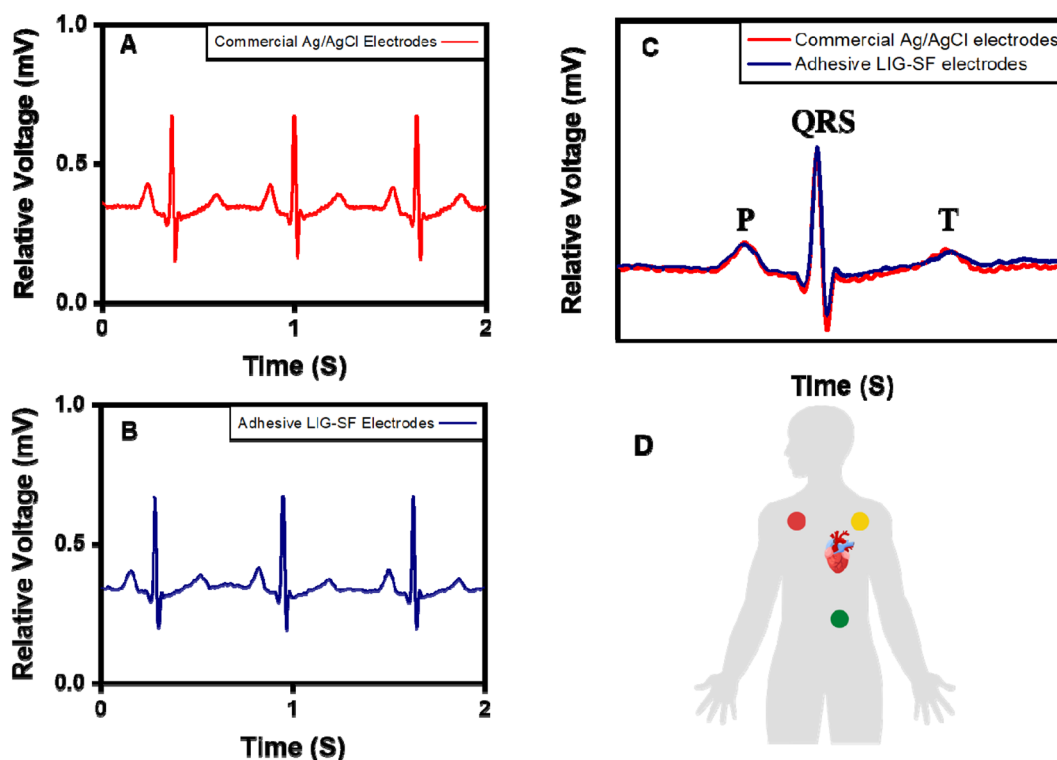 A
Commercial Ag/AgCl Electrodes
Relative Voltage (mV)
1.0
0.5
0.0
0
1
2
Time (S)
B
Adhesive LIG-SF Electrodes
Relative Voltage (mV)
1.0
0.5
0.0
0
1
2
Time (S)
C
Commercial Ag/AgCl electrodes
Adhesive LIG-SF electrodes
Relative Voltage (mV)
QRS
P
T
Time (S)
D